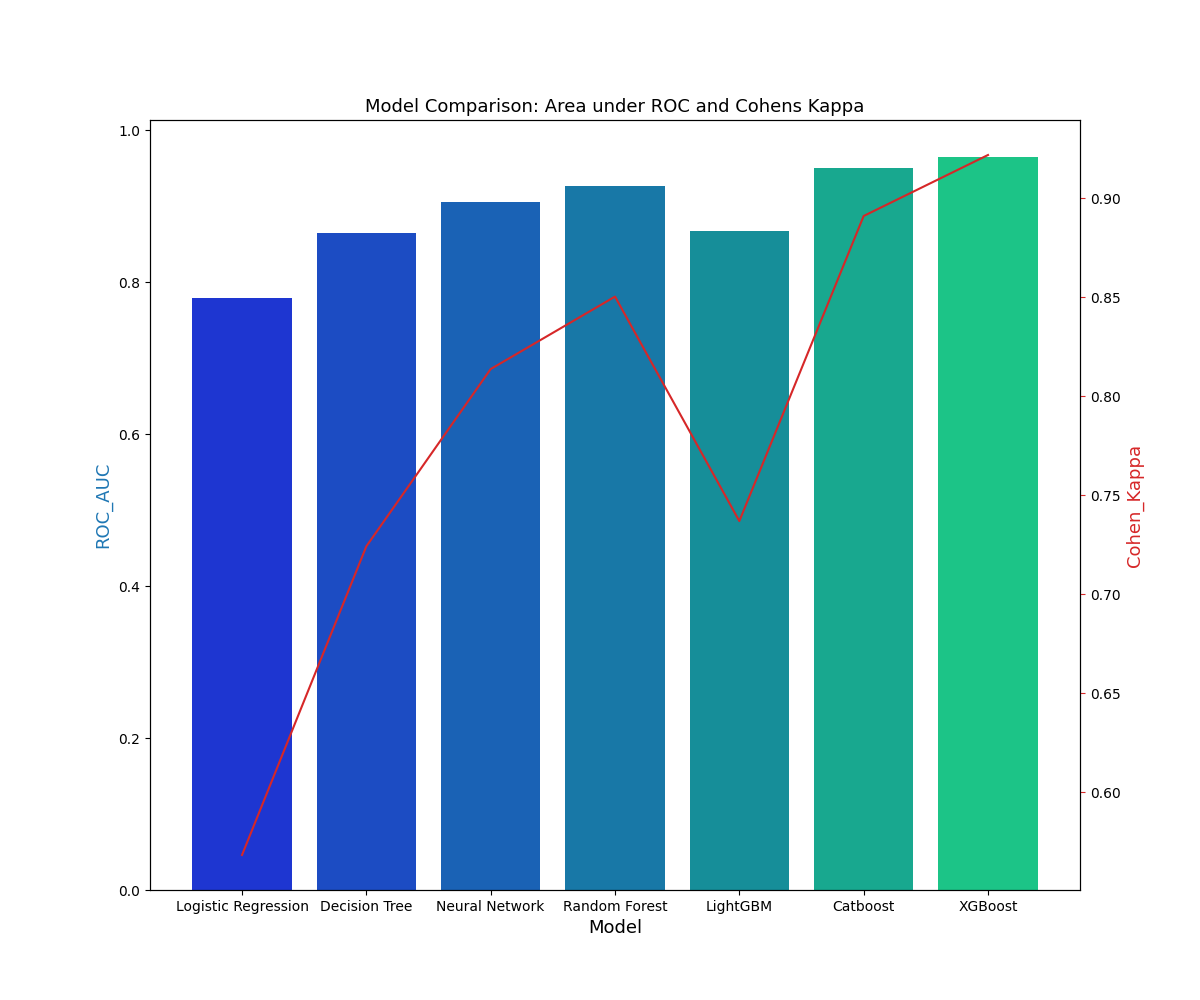 Model Comparison: Area under ROC and Cohens Kappa
1.0
0.8
0.6
0.4
0.2
0.0
ROC_AUC
0.90
0.85
0.80
0.75
0.70
0.65
0.60
Cohen_Kappa
Logistic Regression Decision Tree Neural Network Random Forest LightGBM Catboost XGBoost
Model